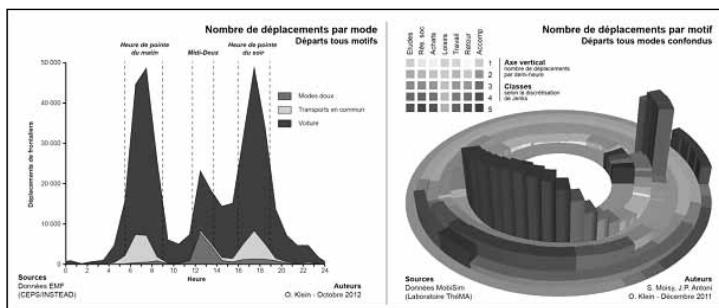 Nombre de déplacements par mode
Départs tous motifs
Heure de pointe
du matin
Midi-Deux
Heure de pointe
du soir
50 000
40 000
30 000
20 000
10 000
0
Déplacements de frontaliers
Modes doux
Transports en commun
Voiture
0 2 4 6 8 10 12 14 16 18 20 22 24
Heure
Sources
Données EMF
(CEPS/INSTEAD)
Auteurs
O. Klein - Octobre 2012
Nombre de déplacements par motif
Départs tous modes confondus
Etudes
Rés. soc
Achats
Loisirs
Travail
Retour
Accomp
1
2
3
4
5
Axe vertical
nombre de déplacements
par demi-heure
Classes
selon la discrétisation
de Jenks
Sources
Données MobiSim
(Laboratoire ThéMA)
Auteurs
S. Moisy, J.P. Antoni
O. Klein - Décembre 2011